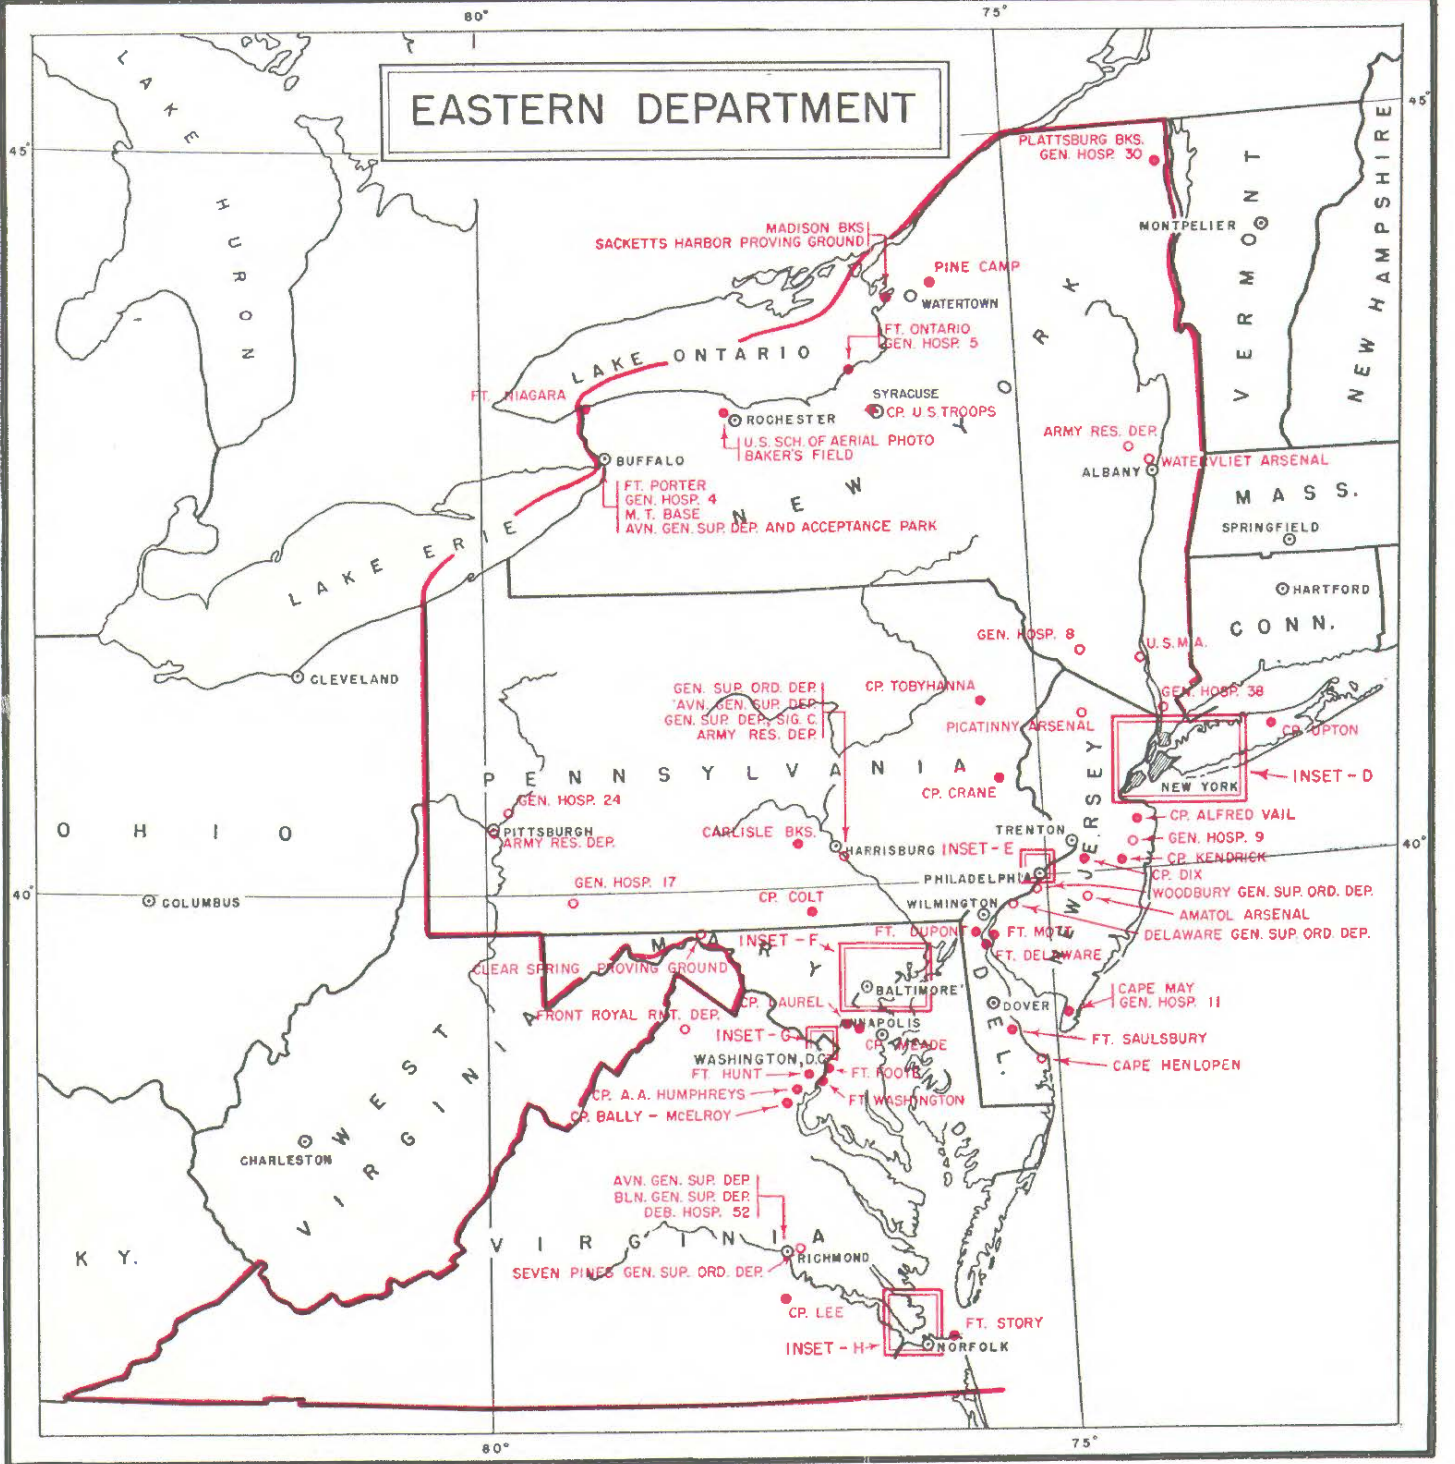 80°
75°
EASTERN DEPARTMENT
45°
45°
LAKE HURON
PLATTSBURG BKS.
GEN. HOSP. 30
VERMONT
NEW HAMPSHIRE
MONTPELIER
MADISON BKS
SACKETTS HARBOR PROVING GROUND
PINE CAMP
WATERTOWN
FT. ONTARIO
GEN. HOSP. 5
LAKE ONTARIO
FT. NIAGARA
SYRACUSE
CP. U.S. TROOPS
ROCHESTER
U.S. SCH. OF AERIAL PHOTO
BAKER'S FIELD
NEW YORK
ARMY RES. DEP.
WATERVLIET ARSENAL
ALBANY
BUFFALO
FT. PORTER
GEN. HOSP. 4
M. T. BASE
AVN. GEN. SUP. DEP. AND ACCEPTANCE PARK
MASS.
SPRINGFIELD
LAKE ERIE
HARTFORD
CONN.
GEN. HOSP. 8
U.S.M.A.
CLEVELAND
GEN. SUP. ORD. DEP.
AVN. GEN. SUP. DEP.
GEN. SUP. DEP., SIG. C.
ARMY RES. DEP.
CP. TOBYHANNA
GEN. HOSP. 38
PICATINNY ARSENAL
CP. UPTON
PENNSYLVANIA
INSET-D
NEW YORK
CP. CRANE
GEN. HOSP. 24
PITTSBURGH
ARMY RES. DEP.
OHIO
CARLISLE BKS.
HARRISBURG
INSET-E
TRENTON
NEW JERSEY
CP. ALFRED VAIL
GEN. HOSP. 9
CP. KENDRICK
CP. DIX
40°
40°
PHILADELPHIA
WOODBURY GEN. SUP. ORD. DEP.
GEN. HOSP. 17
CP. COLT
COLUMBUS
WILMINGTON
AMATOL ARSENAL
DELAWARE GEN. SUP. ORD. DEP.
FT. DUPONT
FT. MOTT
FT. DELAWARE
MARYLAND
INSET-F
CLEAR SPRING PROVING GROUND
BALTIMORE
CP. LAUREL
ANNAPOLIS
DEL.
DOVER
CAPE MAY
GEN. HOSP. 11
FRONT ROYAL RMT. DEP.
INSET-G
CP. MEADE
FT. SAULSBURY
WASHINGTON, D.C.
FT. HUNT
FT. FOOTE
CAPE HENLOPEN
CP. A.A. HUMPHREYS
FT. WASHINGTON
CP. BALLY - McELROY
WEST VIRGINIA
CHARLESTON
AVN. GEN. SUP. DEP.
BLN. GEN. SUP. DEP.
DEB. HOSP. 52
KY.
VIRGINIA
RICHMOND
SEVEN PINES GEN. SUP. ORD. DEP.
CP. LEE
FT. STORY
INSET - H
NORFOLK
80°
75°